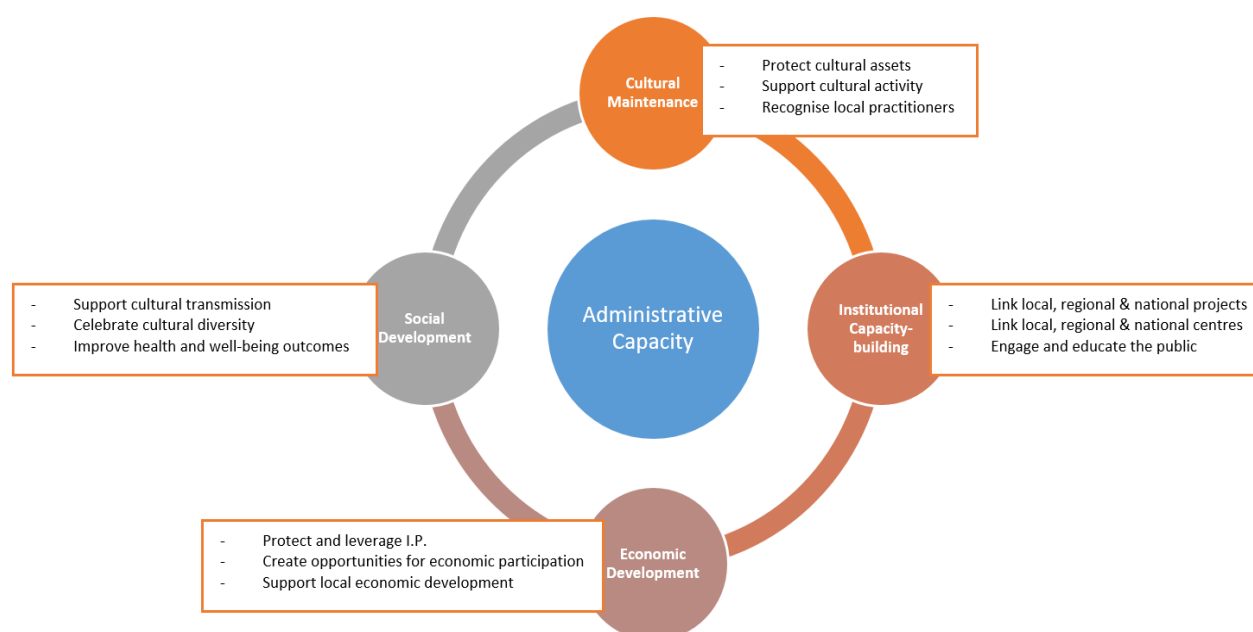 Cultural
Maintenance
- Protect cultural assets
- Support cultural activity
- Recognise local practitioners
- Support cultural transmission
- Celebrate cultural diversity
- Improve health and well-being outcomes
Social
Development
Administrative
Capacity
Institutional
Capacity-
building
- Link local, regional & national projects
- Link local, regional & national centres
- Engage and educate the public
- Protect and leverage I.P.
- Create opportunities for economic participation
- Support local economic development
Economic
Development